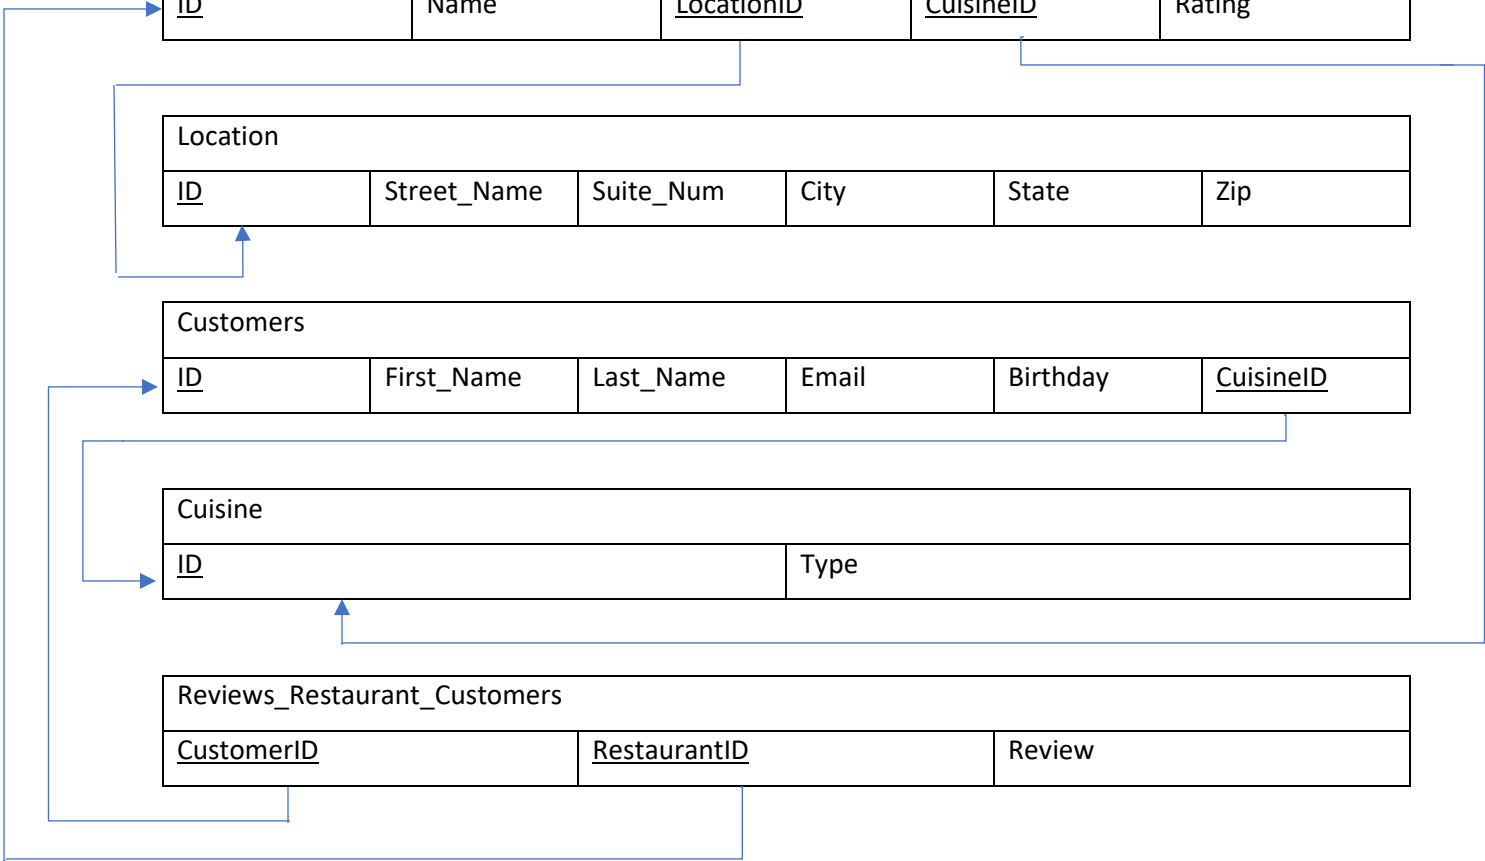 ID Name LocationID CuisineID Rating
Location
ID Street_Name Suite_Num City State Zip
Customers
ID First_Name Last_Name Email Birthday CuisineID
Cuisine
ID Type
Reviews_Restaurant_Customers
CustomerID RestaurantID Review